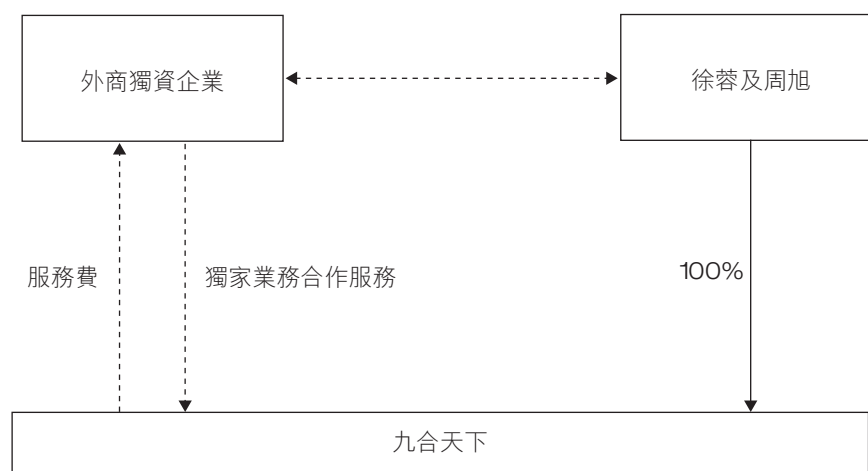 外商獨資企業
徐蓉及周旭
服務費
獨家業務合作服務
100%
九合天下